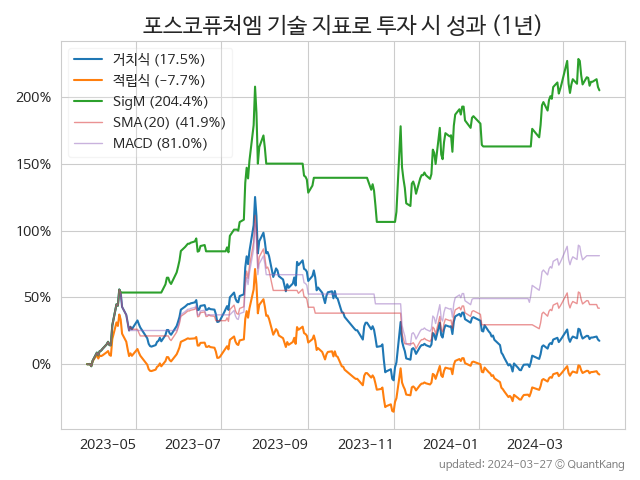 포스코퓨처엠 기술 지표로 투자 시 성과 (1년)
거치식 (17.5%)
적립식 (−7.7%)
SigM (204.4%)
SMA(20) (41.9%)
MACD (81.0%)
200%
150%
100%
50%
0%
2023-05 2023-07 2023-09 2023-11 2024-01 2024-03
updated: 2024-03-27 © QuantKang